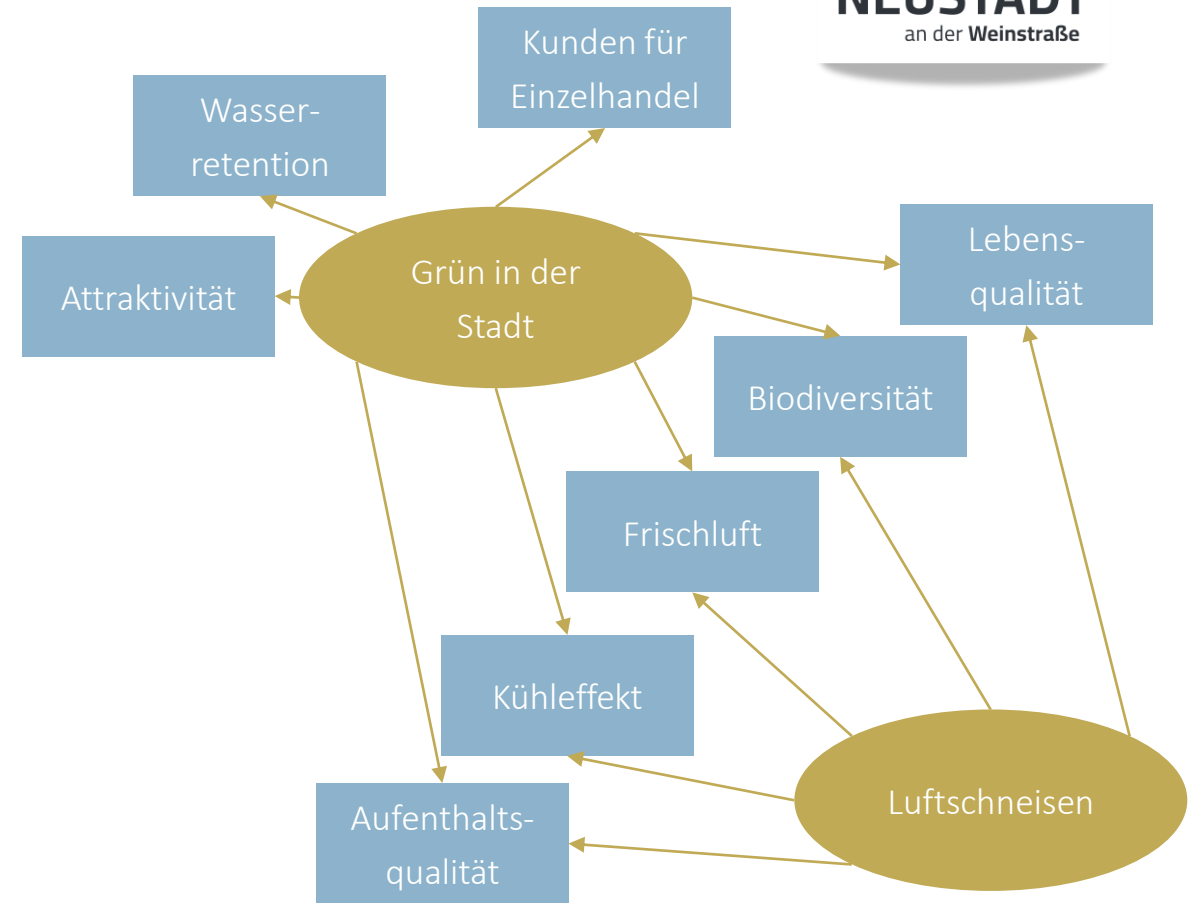 NEUSTADT
an der Weinstraße
Kunden für
Einzelhandel
Wasser-
retention
Lebens-
qualität
Grün in der
Stadt
Attraktivität
Biodiversität
Frischluft
Kühleffekt
Luftschneisen
Aufenthalts-
qualität